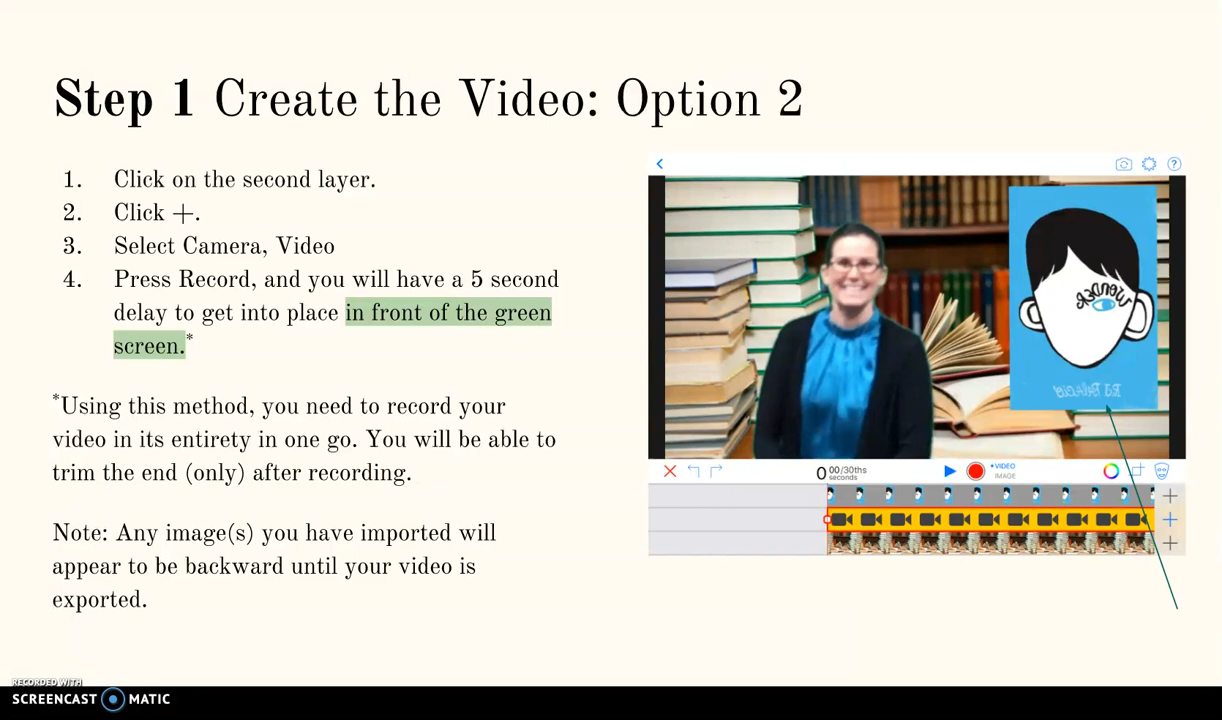 Step 1 Create the Video: Option 2
1. Click on the second layer.
2. Click +.
3. Select Camera, Video
4. Press Record, and you will have a 5 second
delay to get into place in front of the green
screen.*
*Using this method, you need to record your
video in its entirety in one go. You will be able to
trim the end (only) after recording.
Note: Any image(s) you have imported will
appear to be backward until your video is
exported.
WONDER
R.J. PALACIO
0 00/30ths
seconds
VIDEO
IMAGE
RECORDED WITH
SCREENCAST MATIC